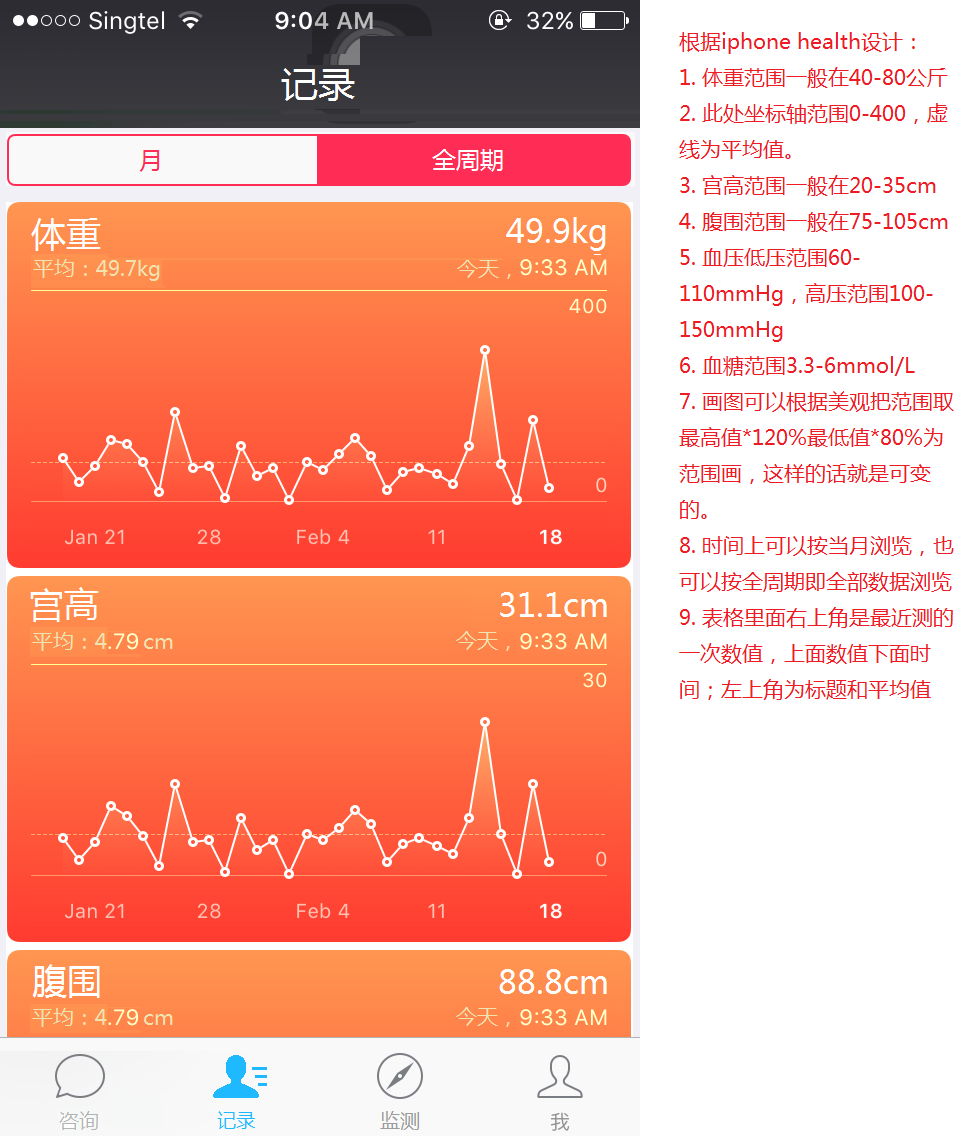 Singtel 9:04 AM 32%
记录
月 全周期
体重 49.9kg
平均：49.7kg 今天，9:33 AM
400
0
Jan 21 28 Feb 4 11 18
宫高 31.1cm
平均：4.79 cm 今天，9:33 AM
30
0
Jan 21 28 Feb 4 11 18
腹围 88.8cm
平均：4.79 cm 今天，9:33 AM
咨询 记录 监测 我
根据iphone health设计：
1. 体重范围一般在40-80公斤
2. 此处坐标轴范围0-400，虚
线为平均值。
3. 宫高范围一般在20-35cm
4. 腹围范围一般在75-105cm
5. 血压低压范围60-
110mmHg，高压范围100-
150mmHg
6. 血糖范围3.3-6mmol/L
7. 画图可以根据美观把范围取
最高值*120%最低值*80%为
范围画，这样的话就是可变
的。
8. 时间上可以按当月浏览，也
可以按全周期即全部数据浏览
9. 表格里面右上角是最近测的
一次数值，上面数值下面时
间；左上角为标题和平均值